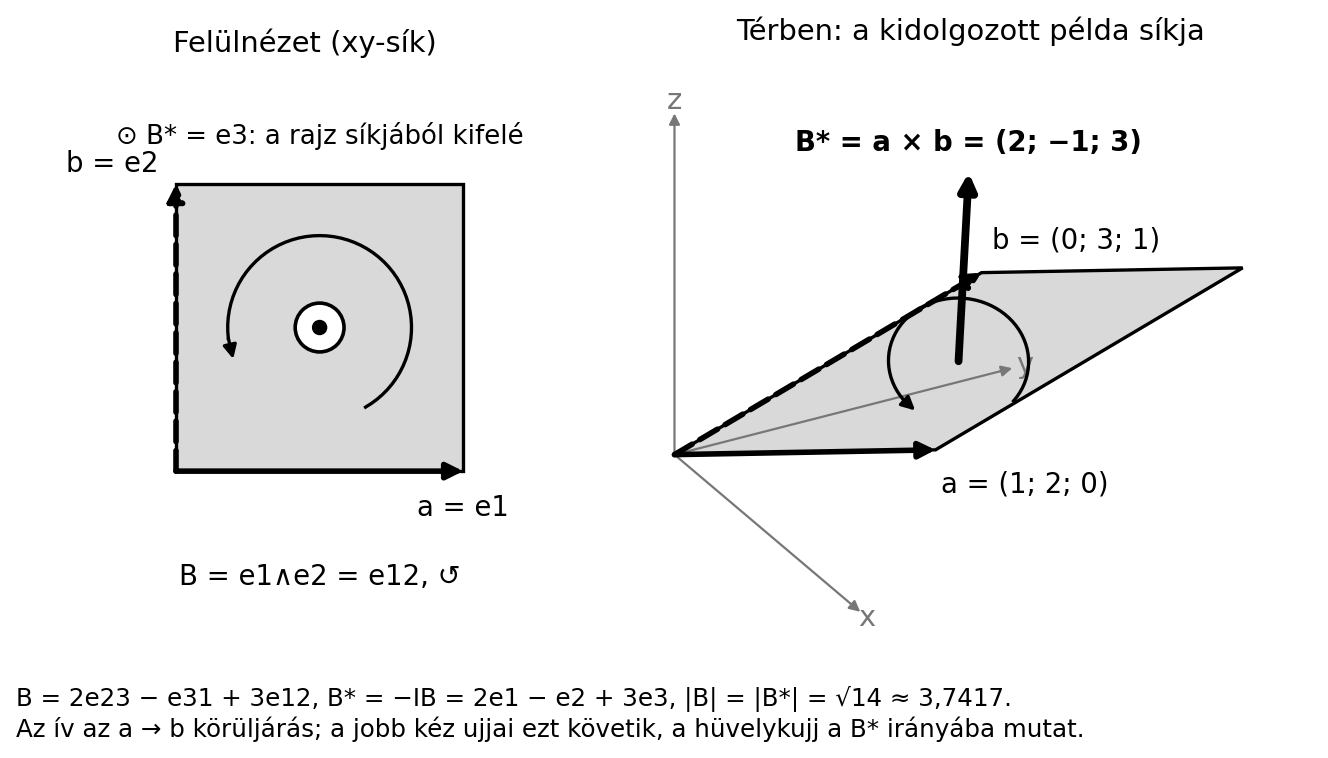 Felülnézet (xy-sík)
⊙ B* = e3: a rajz síkjából kifelé
b = e2
a = e1
B = e1∧e2 = e12, ↺
Térben: a kidolgozott példa síkja
z
B* = a × b = (2; −1; 3)
b = (0; 3; 1)
y
a = (1; 2; 0)
x
B = 2e23 − e31 + 3e12, B* = −IB = 2e1 − e2 + 3e3, |B| = |B*| = √14 ≈ 3,7417.
Az ív az a → b körüljárás; a jobb kéz ujjai ezt követik, a hüvelykujj a B* irányába mutat.